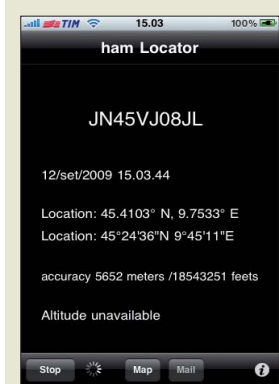 TIM 15.03 100%
ham Locator
JN45VJ08JL
12/set/2009 15.03.44
Location: 45.4103° N, 9.7533° E
Location: 45°24'36"N 9°45'11"E
accuracy 5652 meters /18543251 feets
Altitude unavailable
Stop Map Mail i